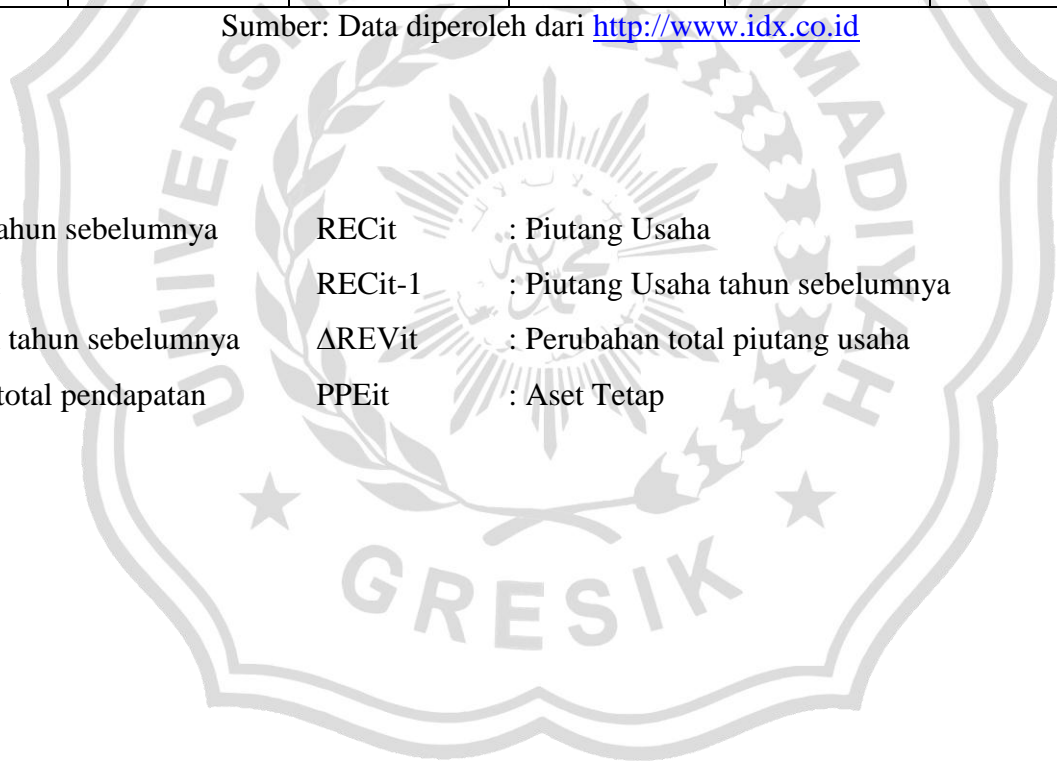 Sumber: Data diperoleh dari http://www.idx.co.id
ahun sebelumnya RECit : Piutang Usaha
RECit-1 : Piutang Usaha tahun sebelumnya
tahun sebelumnya ∆REVit : Perubahan total piutang usaha
total pendapatan PPEit : Aset Tetap
GRESIK